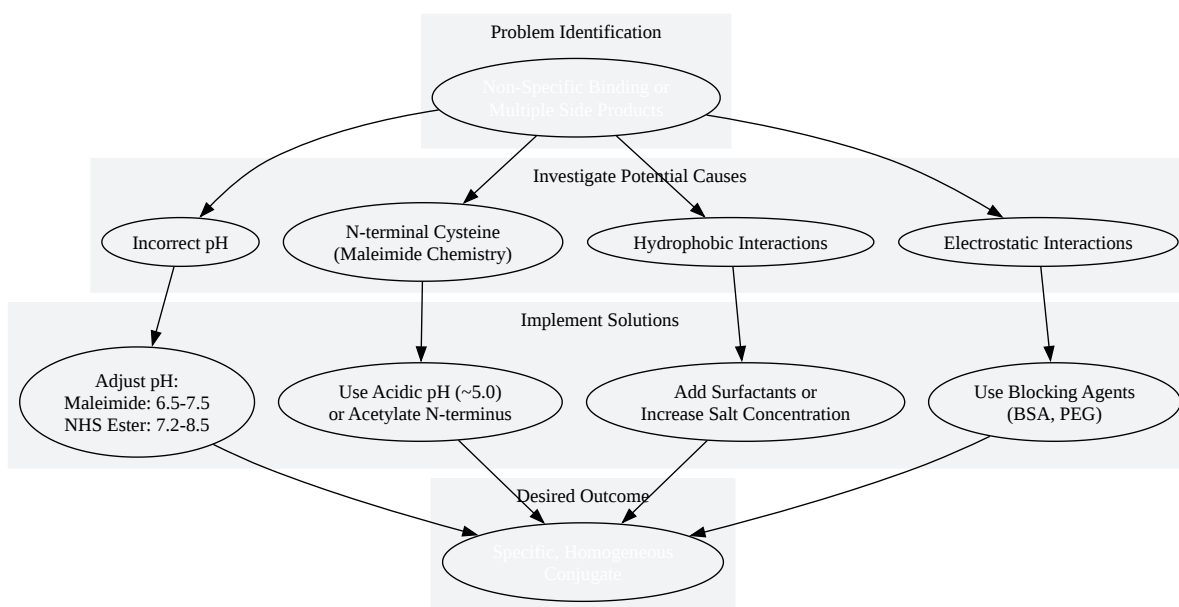 Problem Identification
Non-Specific Binding or
Multiple Side Products
Investigate Potential Causes
Incorrect pH
N-terminal Cysteine
(Maleimide Chemistry)
Hydrophobic Interactions
Electrostatic Interactions
Implement Solutions
Adjust pH:
Maleimide: 6.5-7.5
NHS Ester: 7.2-8.5
Use Acidic pH (~5.0)
or Acetylate N-terminus
Add Surfactants or
Increase Salt Concentration
Use Blocking Agents
(BSA, PEG)
Desired Outcome
Specific, Homogeneous
Conjugate